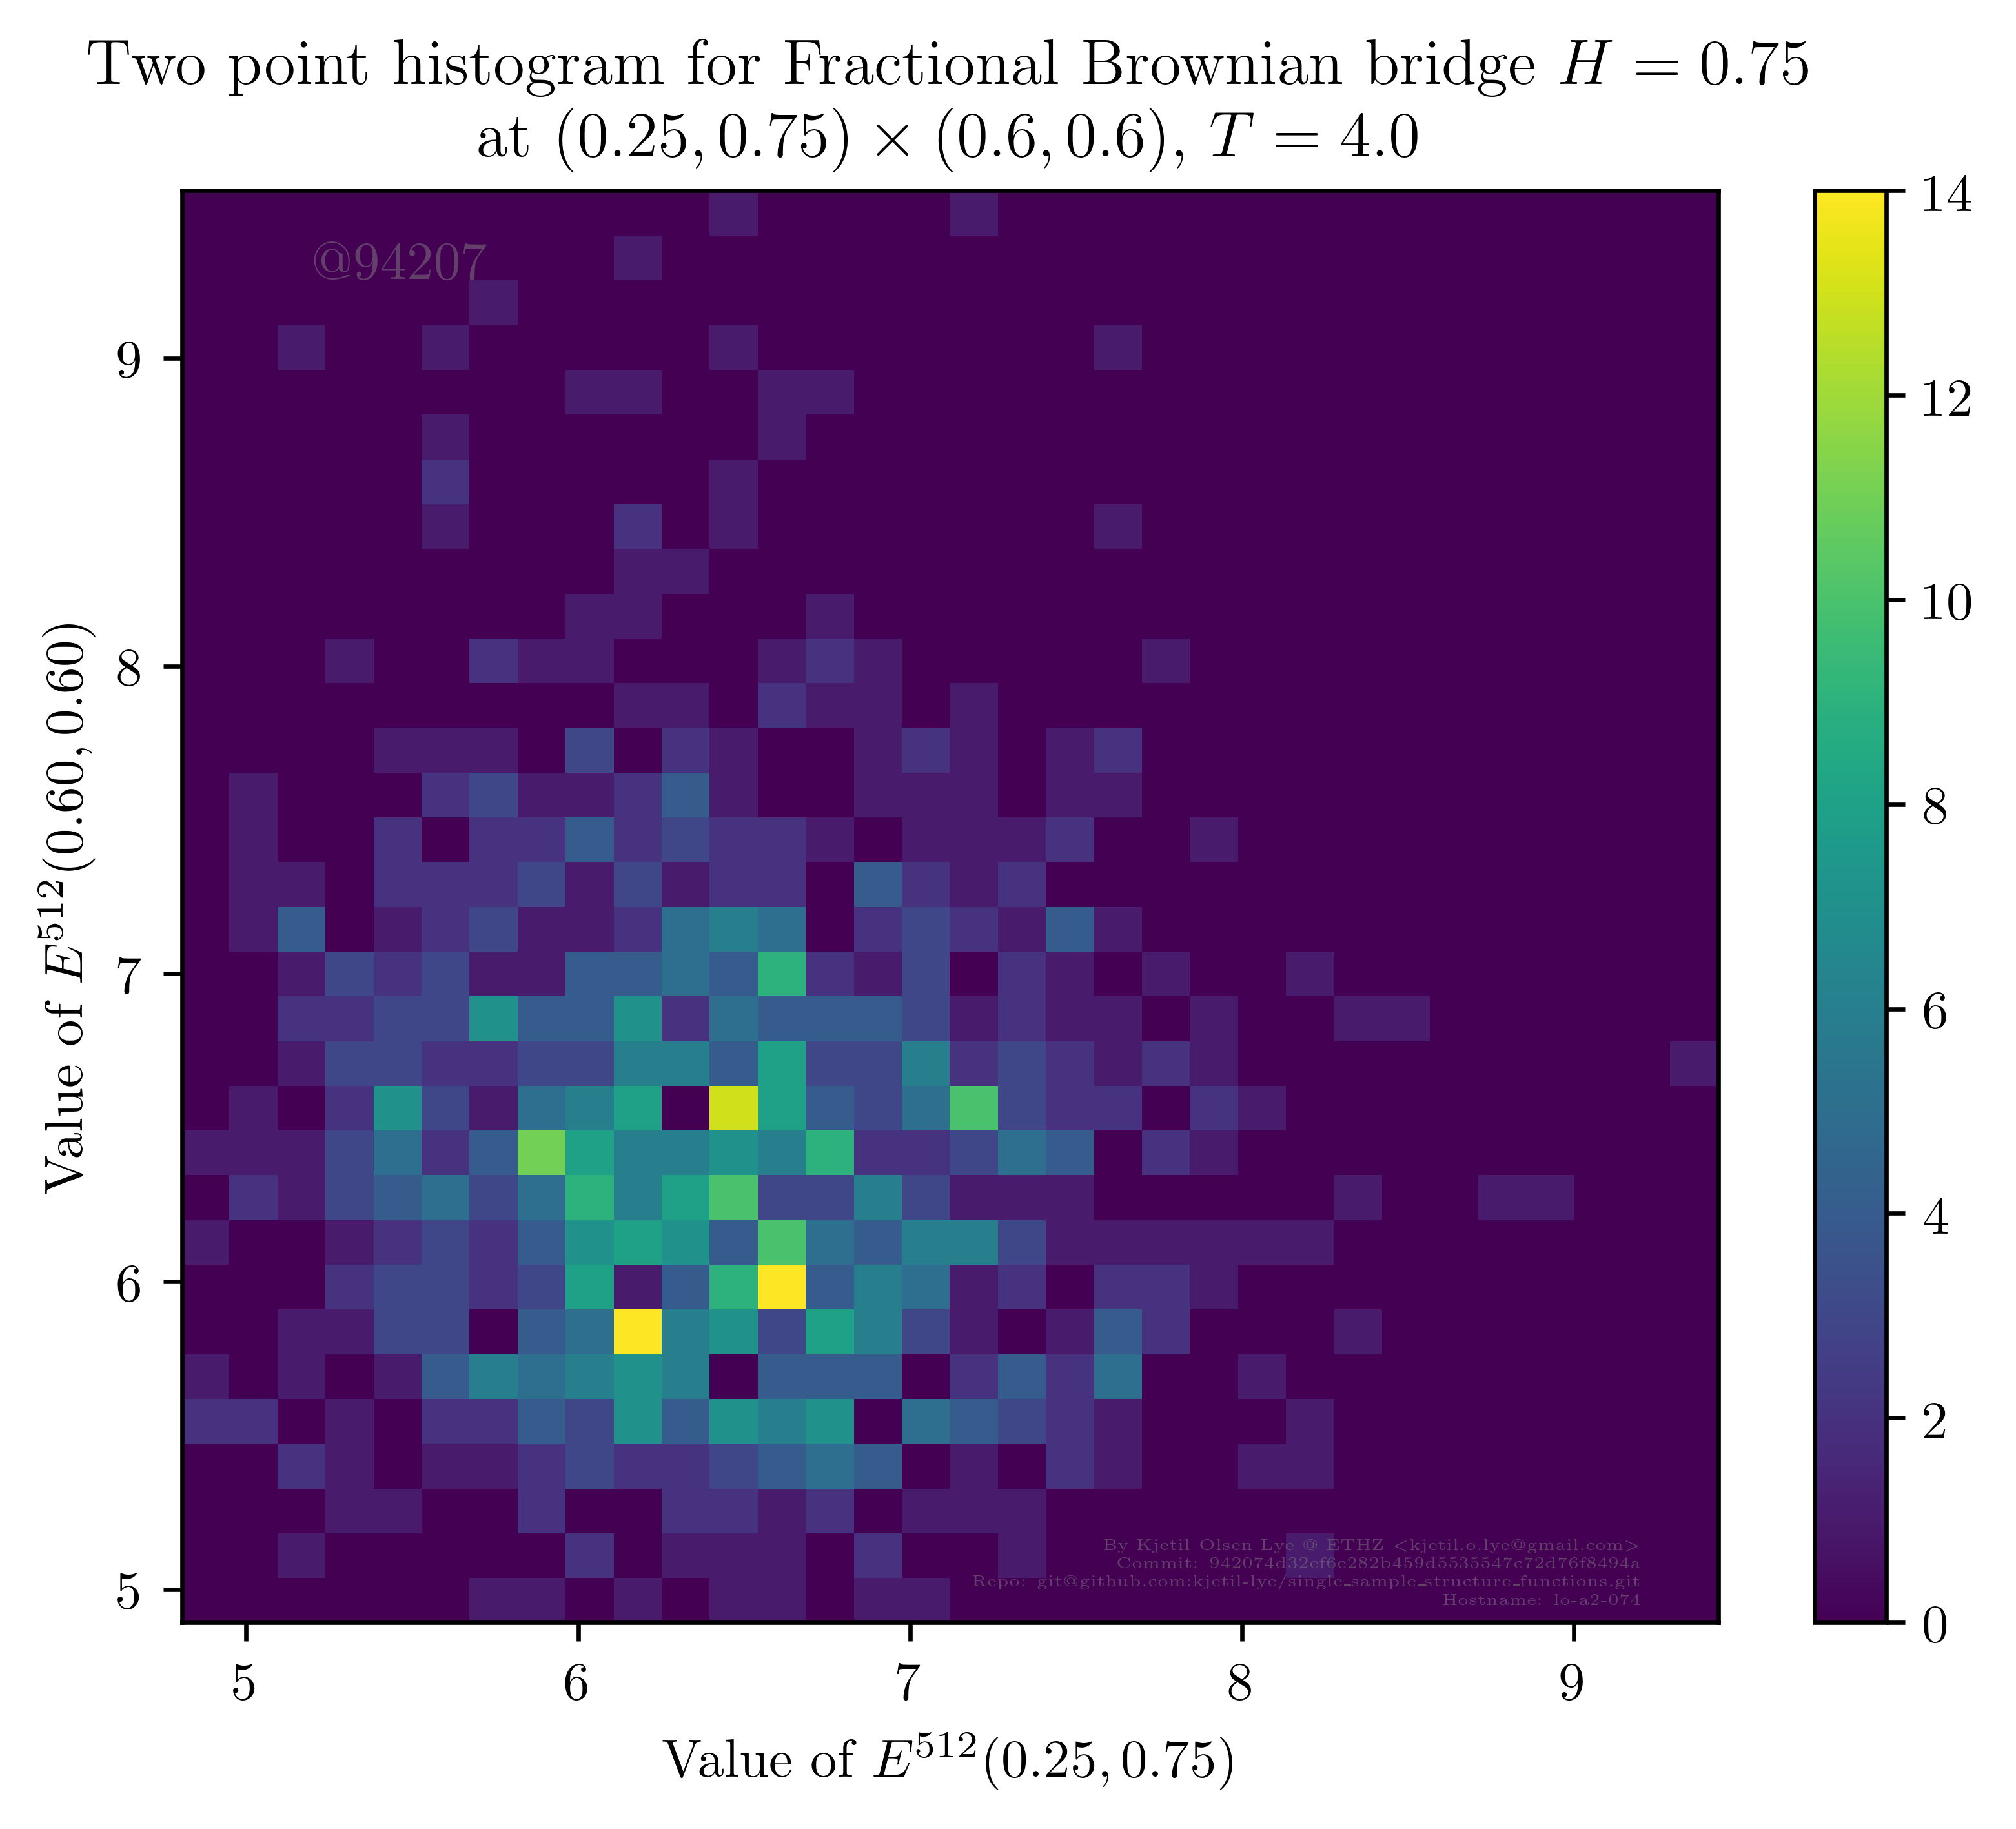 Two point histogram for Fractional Brownian bridge H = 0.75
at (0.25, 0.75) × (0.6, 0.6), T = 4.0
@94207
14
12
10
8
6
4
2
0
9
8
7
6
5
Value of E^512(0.60, 0.60)
By Kjetil Olsen Lye @ ETHZ <kjetil.o.lye@gmail.com>
Commit: 942074d32ef6e282b459d5535547c72d76f8494a
Repo: git@github.com:kjetil-lye/single_sample_structure_functions.git
Hostname: lo-a2-074
5 6 7 8 9
Value of E^512(0.25, 0.75)